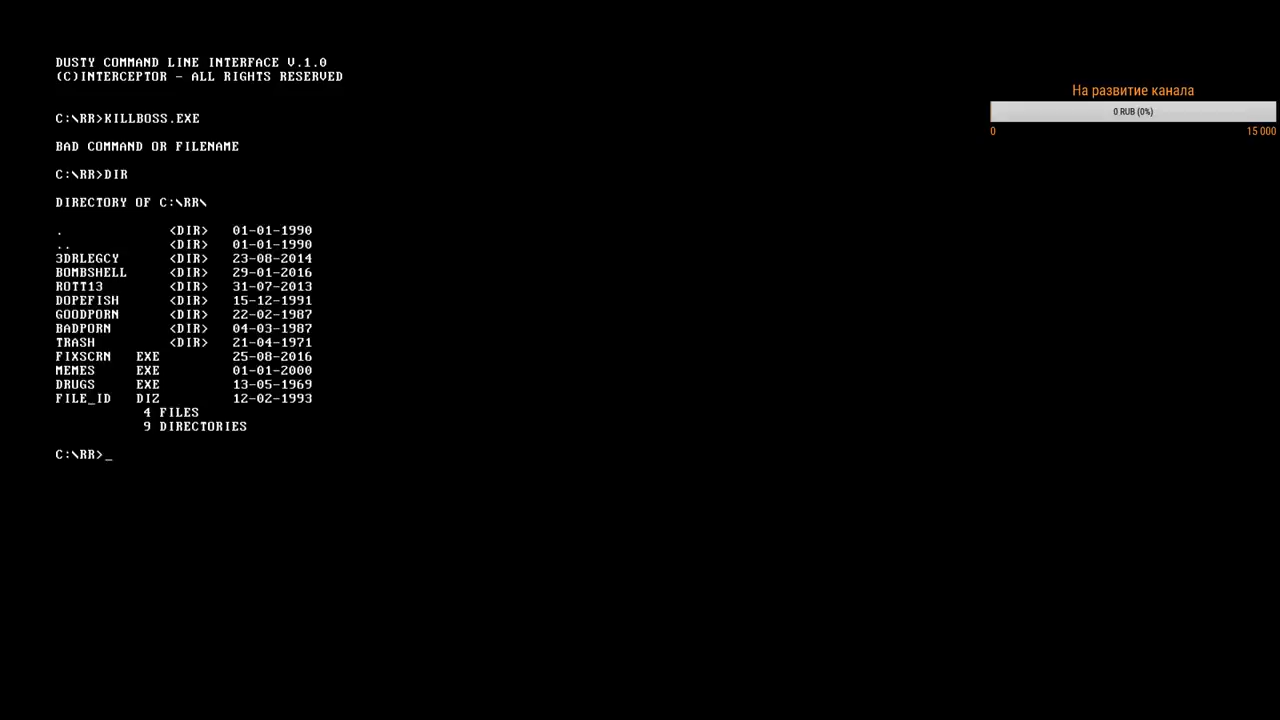 DUSTY COMMAND LINE INTERFACE V.1.0
(C)INTERCEPTOR - ALL RIGHTS RESERVED
C:\RR>KILLBOSS.EXE
BAD COMMAND OR FILENAME
C:\RR>DIR
DIRECTORY OF C:\RR\
. <DIR> 01-01-1990
.. <DIR> 01-01-1990
3DRLEGCY <DIR> 23-08-2014
BOMBSHELL <DIR> 29-01-2016
ROTT13 <DIR> 31-07-2013
DOPEFISH <DIR> 15-12-1991
GOODPORN <DIR> 22-02-1987
BADPORN <DIR> 04-03-1987
TRASH <DIR> 21-04-1971
FIXSCRN EXE 25-08-2016
MEMES EXE 01-01-2000
DRUGS EXE 13-05-1969
FILE_ID DIZ 12-02-1993
4 FILES
9 DIRECTORIES
C:\RR>_
На развитие канала
0 RUB (0%)
0 15 000